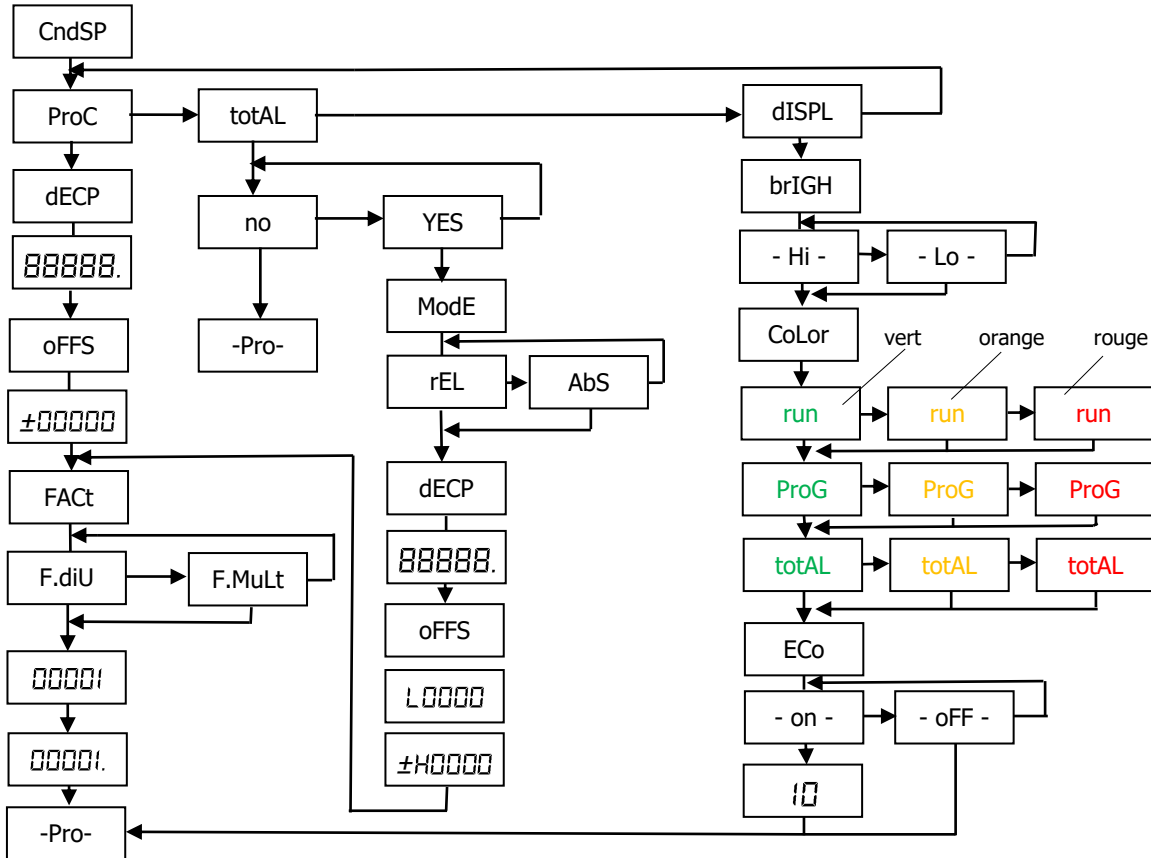 CndSP
ProC
totAL
dISPL
dECP
brIGH
no
YES
88888.
- Hi -
- Lo -
ModE
oFFS
-Pro-
CoLor
vert
orange
rouge
rEL
AbS
±00000
run
run
run
dECP
FACt
ProG
ProG
ProG
88888.
F.diU
F.MuLt
totAL
totAL
totAL
oFFS
ECo
00001
L0000
- on -
- oFF -
00001.
±H0000
10
-Pro-